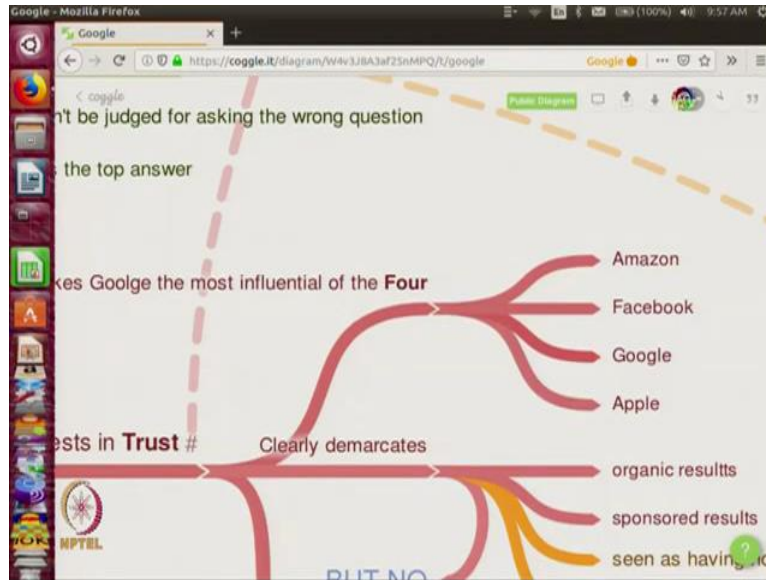 Google - Mozilla Firefox
En
(100%)
9:57 AM
Google
https://coggle.it/diagram/W4v3J8A3af2SnMPQ/t/google
Google
coggle
Public Diagram
n't be judged for asking the wrong question
the top answer
kes Goolge the most influential of the Four
Amazon
Facebook
Google
Apple
ests in Trust #
Clearly demarcates
organic resultts
sponsored results
seen as having
BUT NO
NPTEL